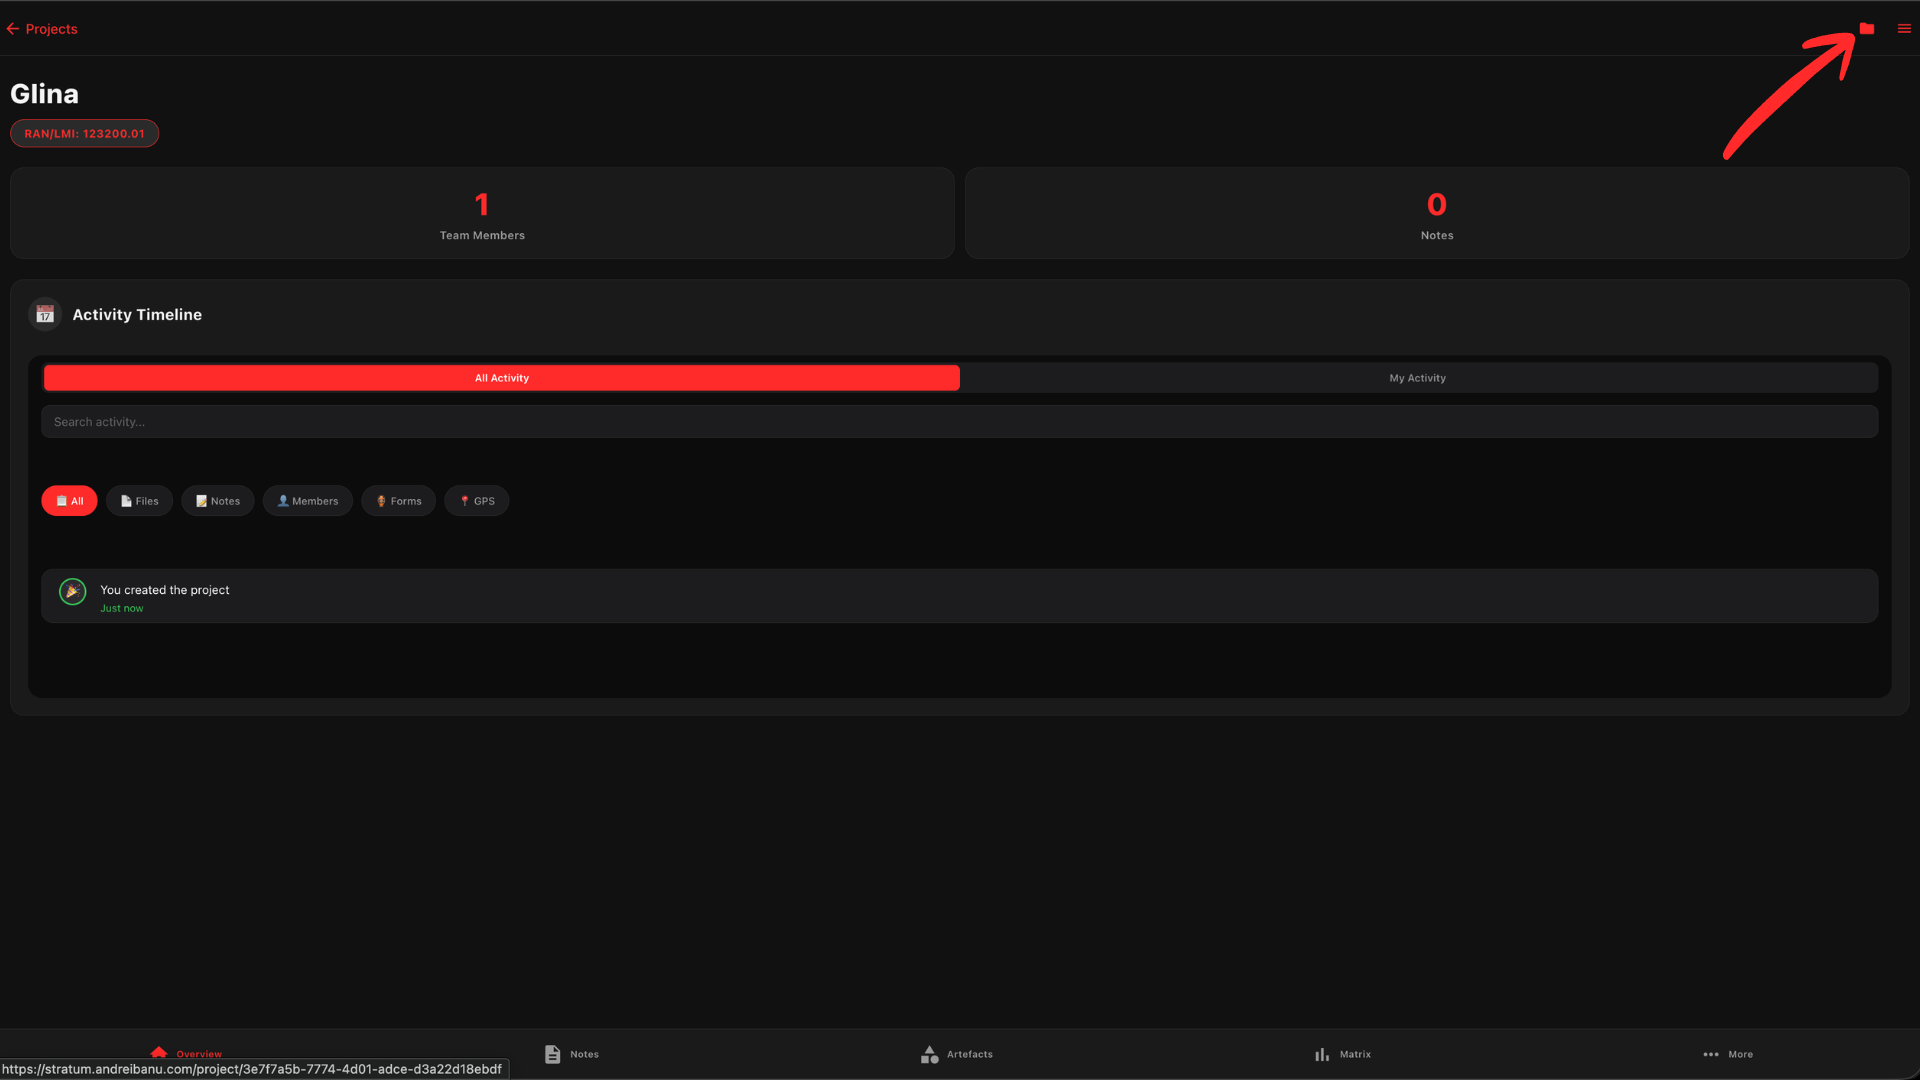 Projects
Glina
RAN/LMI: 123200.01
1
Team Members
0
Notes
17
Activity Timeline
All Activity
My Activity
Search activity...
All
Files
Notes
Members
Forms
GPS
You created the project
Just now
Overview
Notes
Artefacts
Matrix
More
https://stratum.andreibanu.com/project/3e7f7a5b-7774-4d01-adce-d3a22d18ebdf